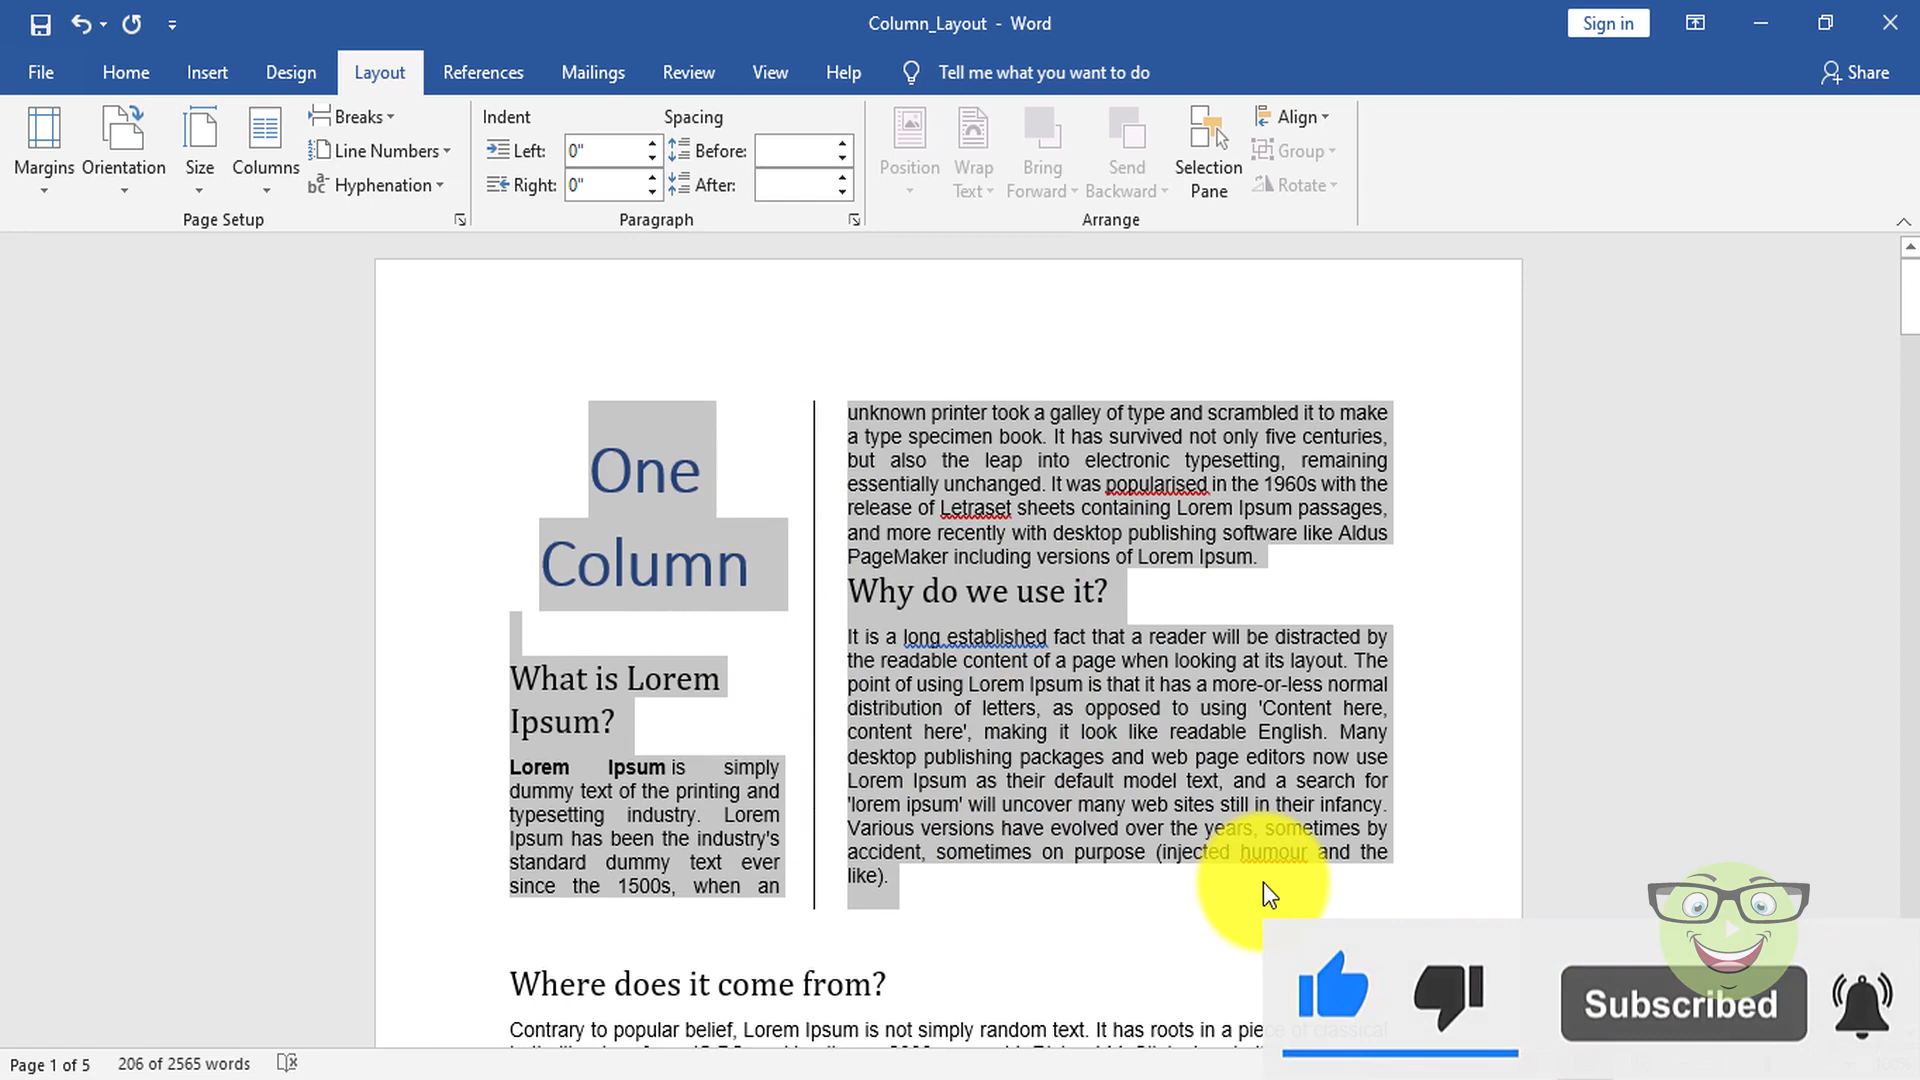 Column_Layout - Word
Sign in
File Home Insert Design Layout References Mailings Review View Help Tell me what you want to do Share
Margins
Orientation
Size
Columns
Breaks
Line Numbers
Hyphenation
Page Setup
Indent
Left: 0"
Right: 0"
Spacing
Before:
After:
Paragraph
Position
Wrap
Text
Bring
Forward
Send
Backward
Selection
Pane
Align
Group
Rotate
Arrange
One
Column
What is Lorem
Ipsum?
Lorem Ipsum is simply
dummy text of the printing and
typesetting industry. Lorem
Ipsum has been the industry's
standard dummy text ever
since the 1500s, when an
unknown printer took a galley of type and scrambled it to make
a type specimen book. It has survived not only five centuries,
but also the leap into electronic typesetting, remaining
essentially unchanged. It was popularised in the 1960s with the
release of Letraset sheets containing Lorem Ipsum passages,
and more recently with desktop publishing software like Aldus
PageMaker including versions of Lorem Ipsum.
Why do we use it?
It is a long established fact that a reader will be distracted by
the readable content of a page when looking at its layout. The
point of using Lorem Ipsum is that it has a more-or-less normal
distribution of letters, as opposed to using 'Content here,
content here', making it look like readable English. Many
desktop publishing packages and web page editors now use
Lorem Ipsum as their default model text, and a search for
'lorem ipsum' will uncover many web sites still in their infancy.
Various versions have evolved over the years, sometimes by
accident, sometimes on purpose (injected humour and the
like).
Where does it come from?
Contrary to popular belief, Lorem Ipsum is not simply random text. It has roots in a piece of classical
Subscribed
Page 1 of 5 206 of 2565 words